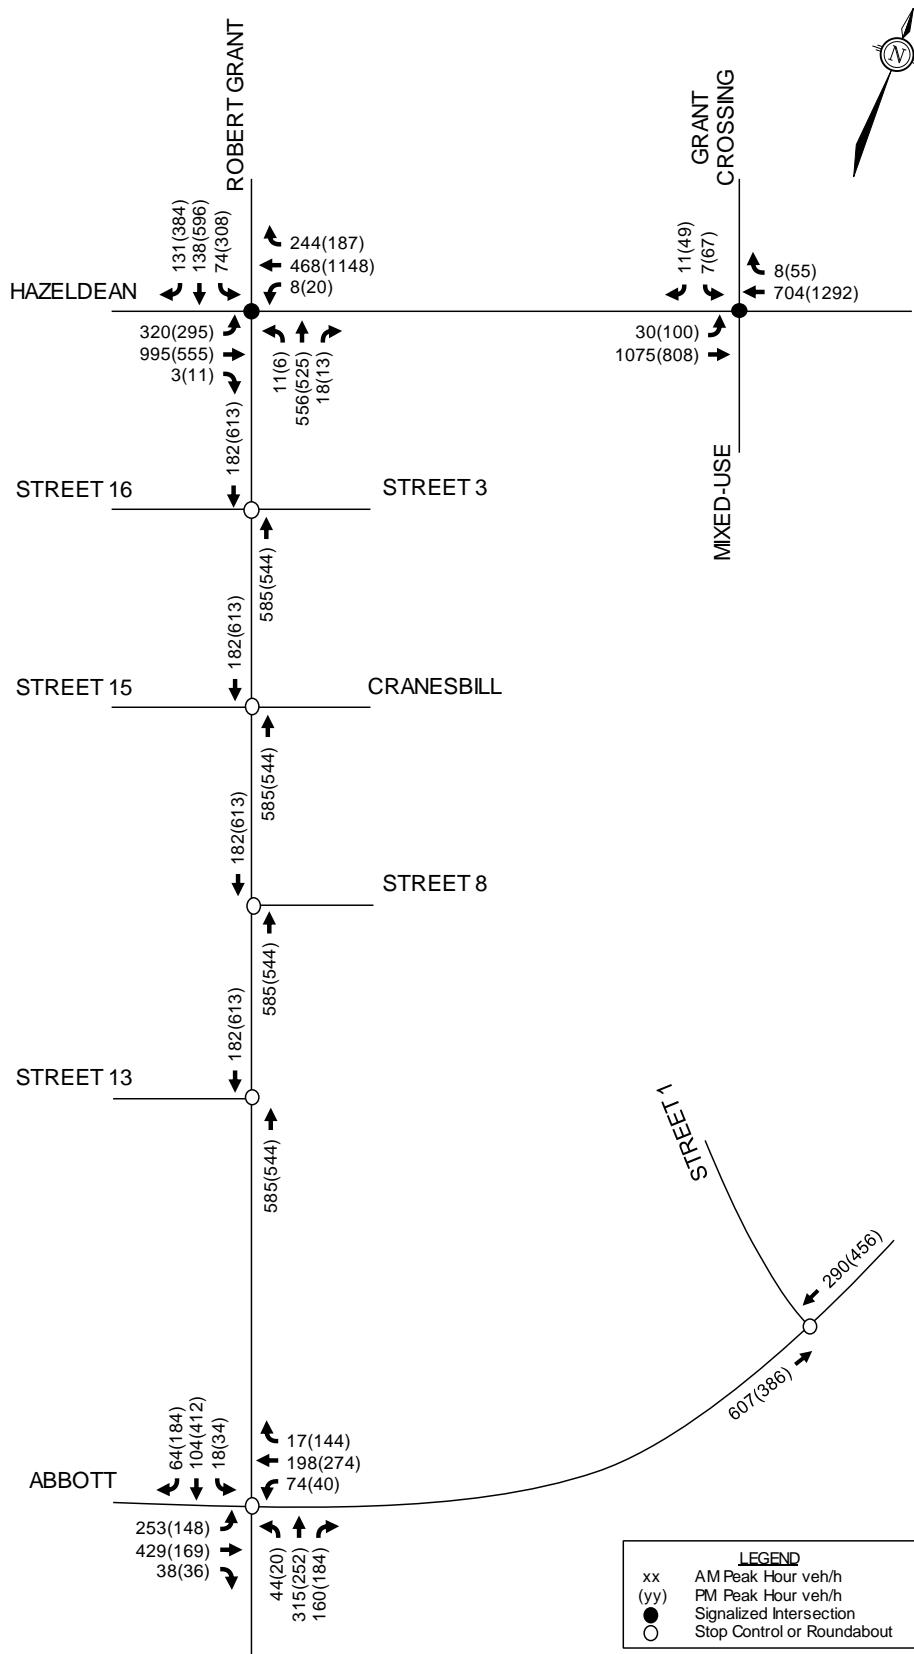 ROBERT GRANT
GRANT
CROSSING
N
131(384)
138(596)
74(308)
244(187)
468(1148)
8(20)
11(49)
7(67)
8(55)
704(1292)
HAZELDEAN
320(295)
995(555)
3(11)
11(6)
556(525)
18(13)
30(100)
1075(808)
MIXED-USE
182(613)
STREET 16
STREET 3
585(544)
182(613)
STREET 15
CRANESBILL
585(544)
182(613)
STREET 8
585(544)
182(613)
STREET 13
585(544)
STREET 1
290(456)
607(386)
64(184)
104(412)
18(34)
17(144)
198(274)
74(40)
ABBOTT
253(148)
429(169)
38(36)
44(20)
315(252)
160(184)
LEGEND
xx AM Peak Hour veh/h
(yy) PM Peak Hour veh/h
Signalized Intersection
Stop Control or Roundabout